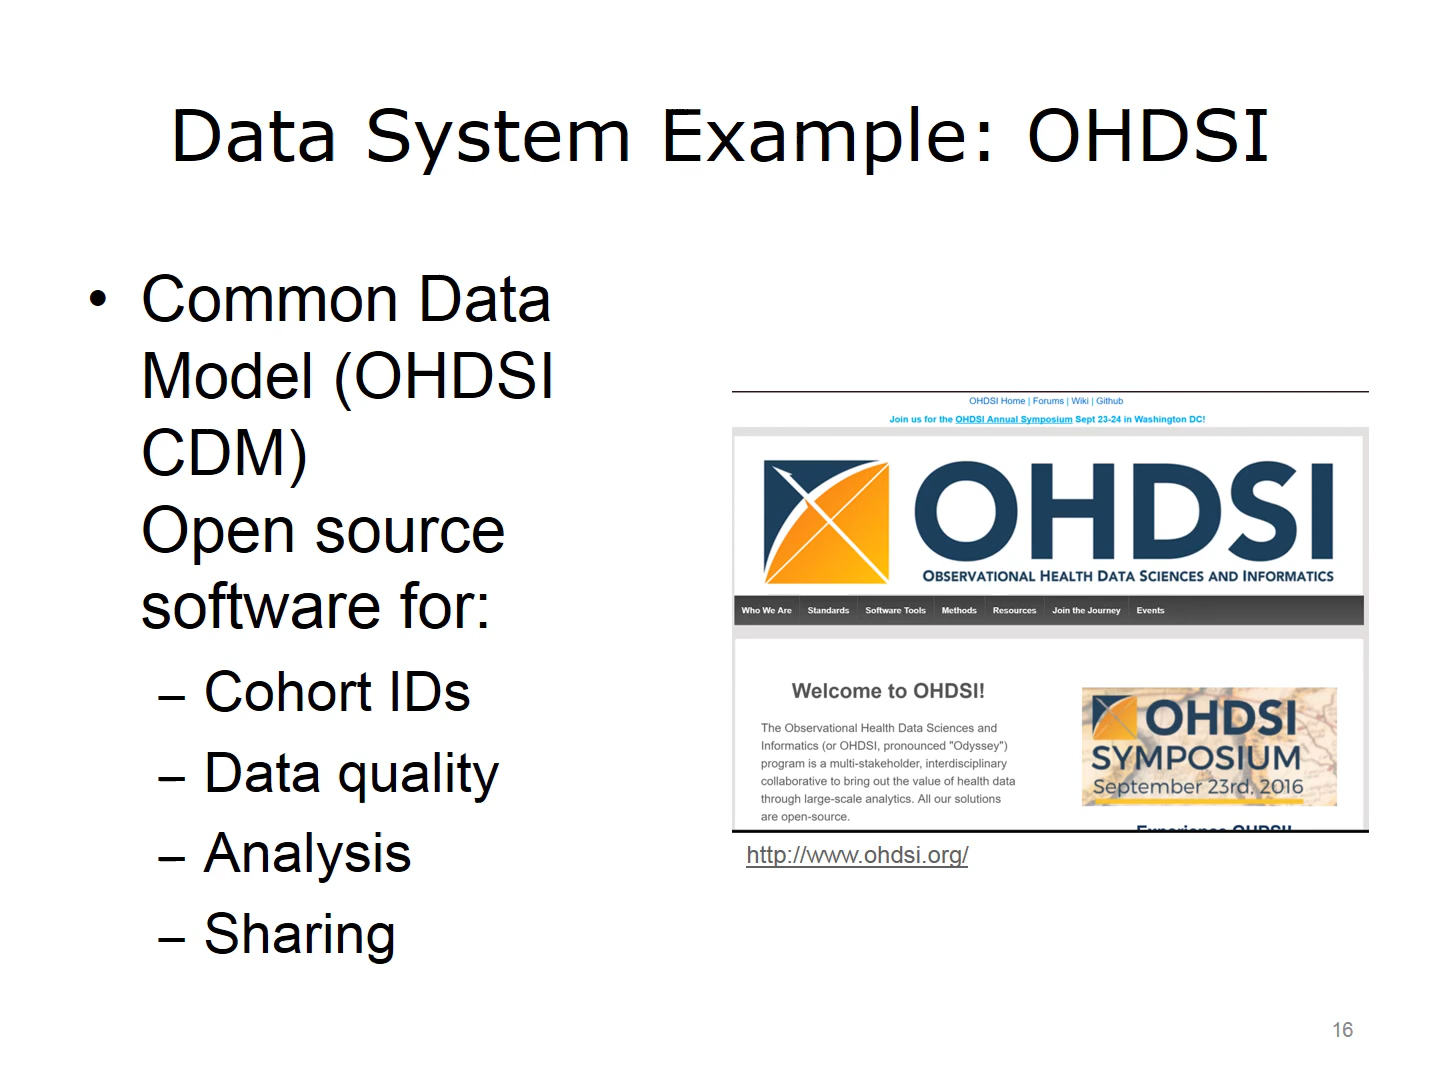 Data System Example: OHDSI
• Common Data
Model (OHDSI
CDM)
Open source
software for:
– Cohort IDs
– Data quality
– Analysis
– Sharing
OHDSI Home | Forums | Wiki | Github
Join us for the OHDSI Annual Symposium Sept 23-24 in Washington DC!
OHDSI
OBSERVATIONAL HEALTH DATA SCIENCES AND INFORMATICS
Who We Are Standards Software Tools Methods Resources Join the Journey Events
Welcome to OHDSI!
The Observational Health Data Sciences and
Informatics (or OHDSI, pronounced "Odyssey")
program is a multi-stakeholder, interdisciplinary
collaborative to bring out the value of health data
through large-scale analytics. All our solutions
are open-source.
OHDSI
SYMPOSIUM
September 23rd, 2016
Experience OHDSI!
http://www.ohdsi.org/
16